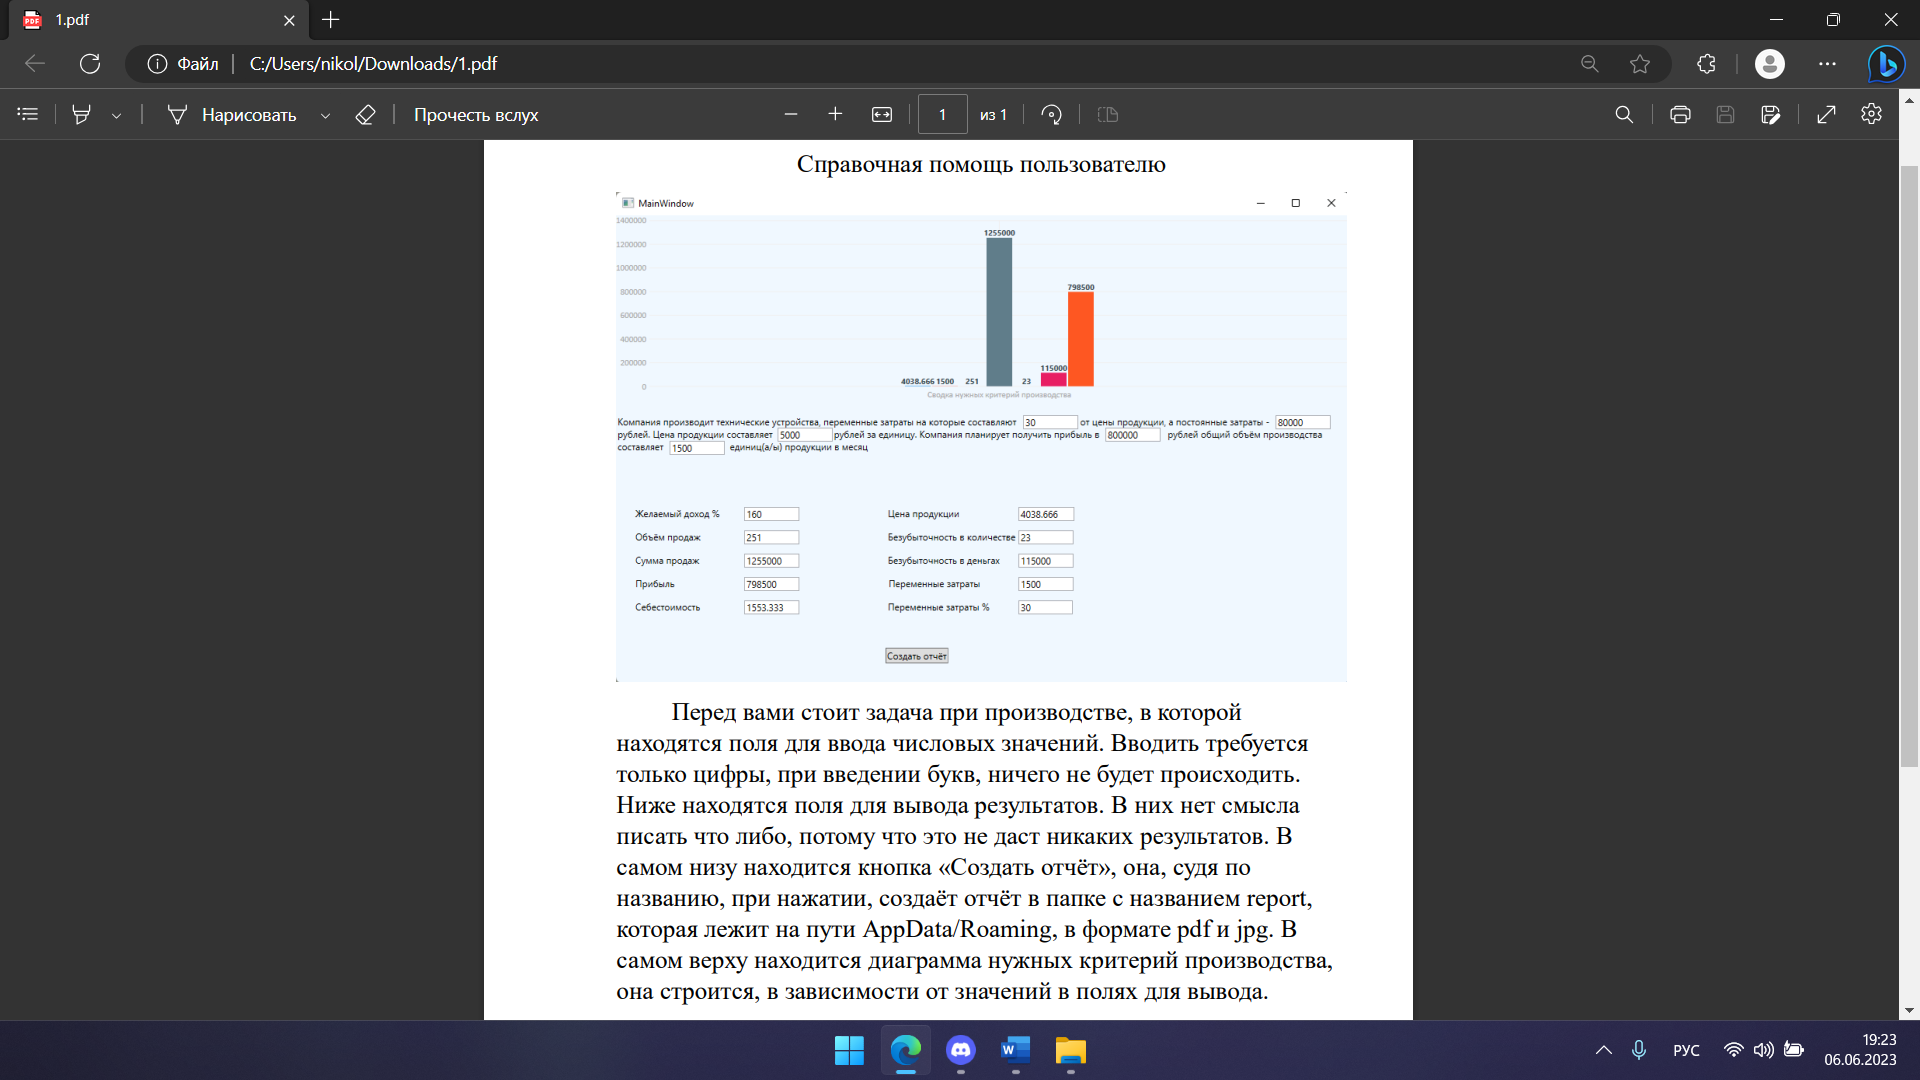 1.pdf
Файл
C:/Users/nikol/Downloads/1.pdf
Нарисовать
Прочесть вслух
1
из 1
Справочная помощь пользователю
MainWindow
1400000
1200000
1000000
800000
600000
400000
200000
0
1255000
798500
115000
4038.666 1500 251 23
Сводка нужных критерий производства
Компания производит технические устройства, переменные затраты на которые составляют 30 от цены продукции, а постоянные затраты - 80000
рублей. Цена продукции составляет 5000 рублей за единицу. Компания планирует получить прибыль в 800000 рублей общий объём производства
составляет 1500 единиц(а/ы) продукции в месяц
Желаемый доход % 160 Цена продукции 4038.666
Объём продаж 251 Безубыточность в количестве 23
Сумма продаж 1255000 Безубыточность в деньгах 115000
Прибыль 798500 Переменные затраты 1500
Себестоимость 1553.333 Переменные затраты % 30
Создать отчёт
Перед вами стоит задача при производстве, в которой
находятся поля для ввода числовых значений. Вводить требуется
только цифры, при введении букв, ничего не будет происходить.
Ниже находятся поля для вывода результатов. В них нет смысла
писать что либо, потому что это не даст никаких результатов. В
самом низу находится кнопка «Создать отчёт», она, судя по
названию, при нажатии, создаёт отчёт в папке с названием report,
которая лежит на пути AppData/Roaming, в формате pdf и jpg. В
самом верху находится диаграмма нужных критерий производства,
она строится, в зависимости от значений в полях для вывода.
РУС
19:23
06.06.2023